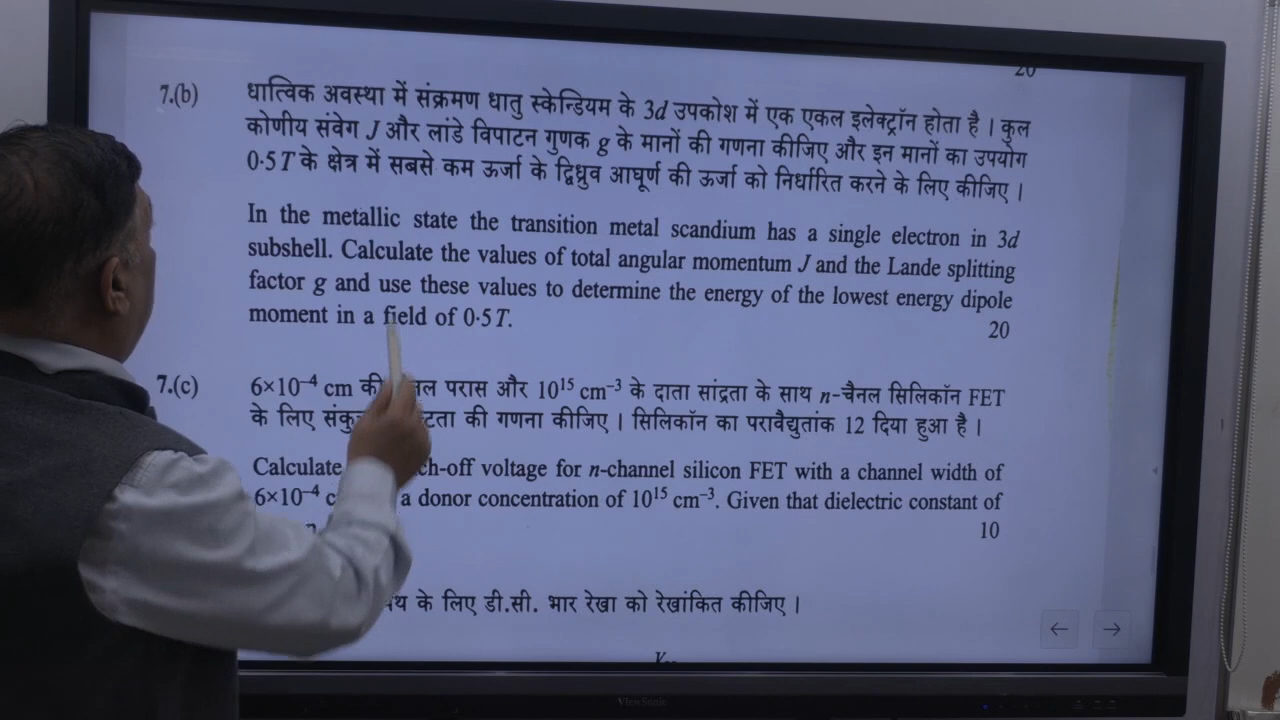 20
7.(b) धात्विक अवस्था में संक्रमण धातु स्केन्डियम के 3d उपकोश में एक एकल इलेक्ट्रॉन होता है । कुल
कोणीय संवेग J और लांडे विपाटन गुणक g के मानों की गणना कीजिए और इन मानों का उपयोग
0·5 T के क्षेत्र में सबसे कम ऊर्जा के द्विध्रुव आघूर्ण की ऊर्जा को निर्धारित करने के लिए कीजिए ।
In the metallic state the transition metal scandium has a single electron in 3d
subshell. Calculate the values of total angular momentum J and the Lande splitting
factor g and use these values to determine the energy of the lowest energy dipole
moment in a field of 0·5 T.
20
7.(c) 6×10⁻⁴ cm की परास और 10¹⁵ cm⁻³ के दाता सांद्रता के साथ n-चैनल सिलिकॉन FET
के लिए की गणना कीजिए । सिलिकॉन का परावैद्युतांक 12 दिया हुआ है ।
Calculate ch-off voltage for n-channel silicon FET with a channel width of
6×10⁻⁴ c a donor concentration of 10¹⁵ cm⁻³. Given that dielectric constant of
10
के लिए डी.सी. भार रेखा को रेखांकित कीजिए ।
ViewSonic